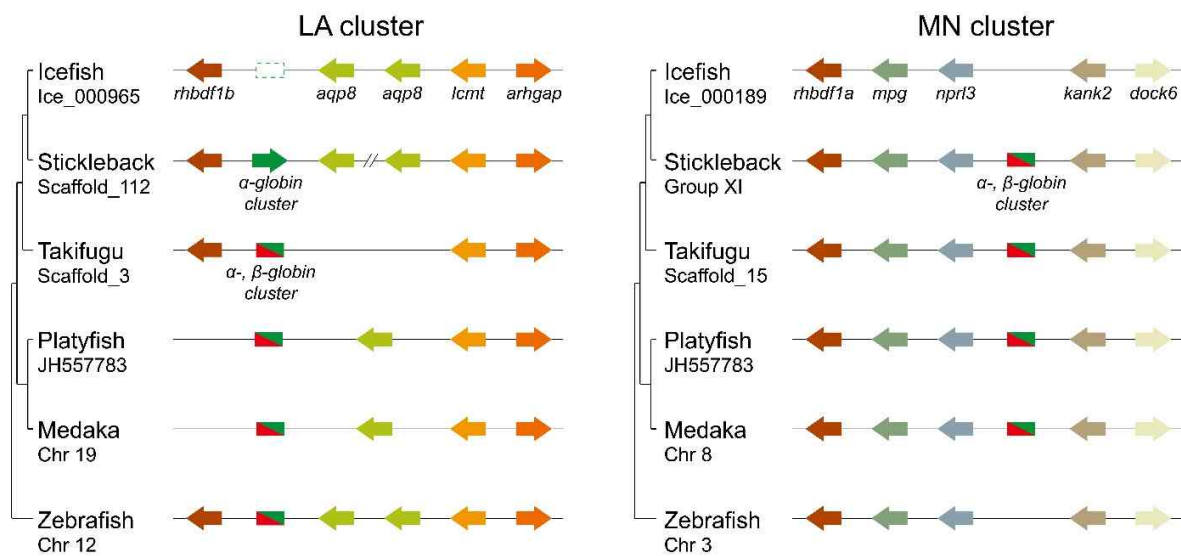 LA cluster
Icefish
Ice_000965
rhbdf1b
aqp8
aqp8
lcmt
arhgap
Stickleback
Scaffold_112
α-globin
cluster
Takifugu
Scaffold_3
α-, β-globin
cluster
Platyfish
JH557783
Medaka
Chr 19
Zebrafish
Chr 12
MN cluster
Icefish
Ice_000189
rhbdf1a
mpg
nprl3
kank2
dock6
Stickleback
Group XI
α-, β-globin
cluster
Takifugu
Scaffold_15
Platyfish
JH557783
Medaka
Chr 8
Zebrafish
Chr 3